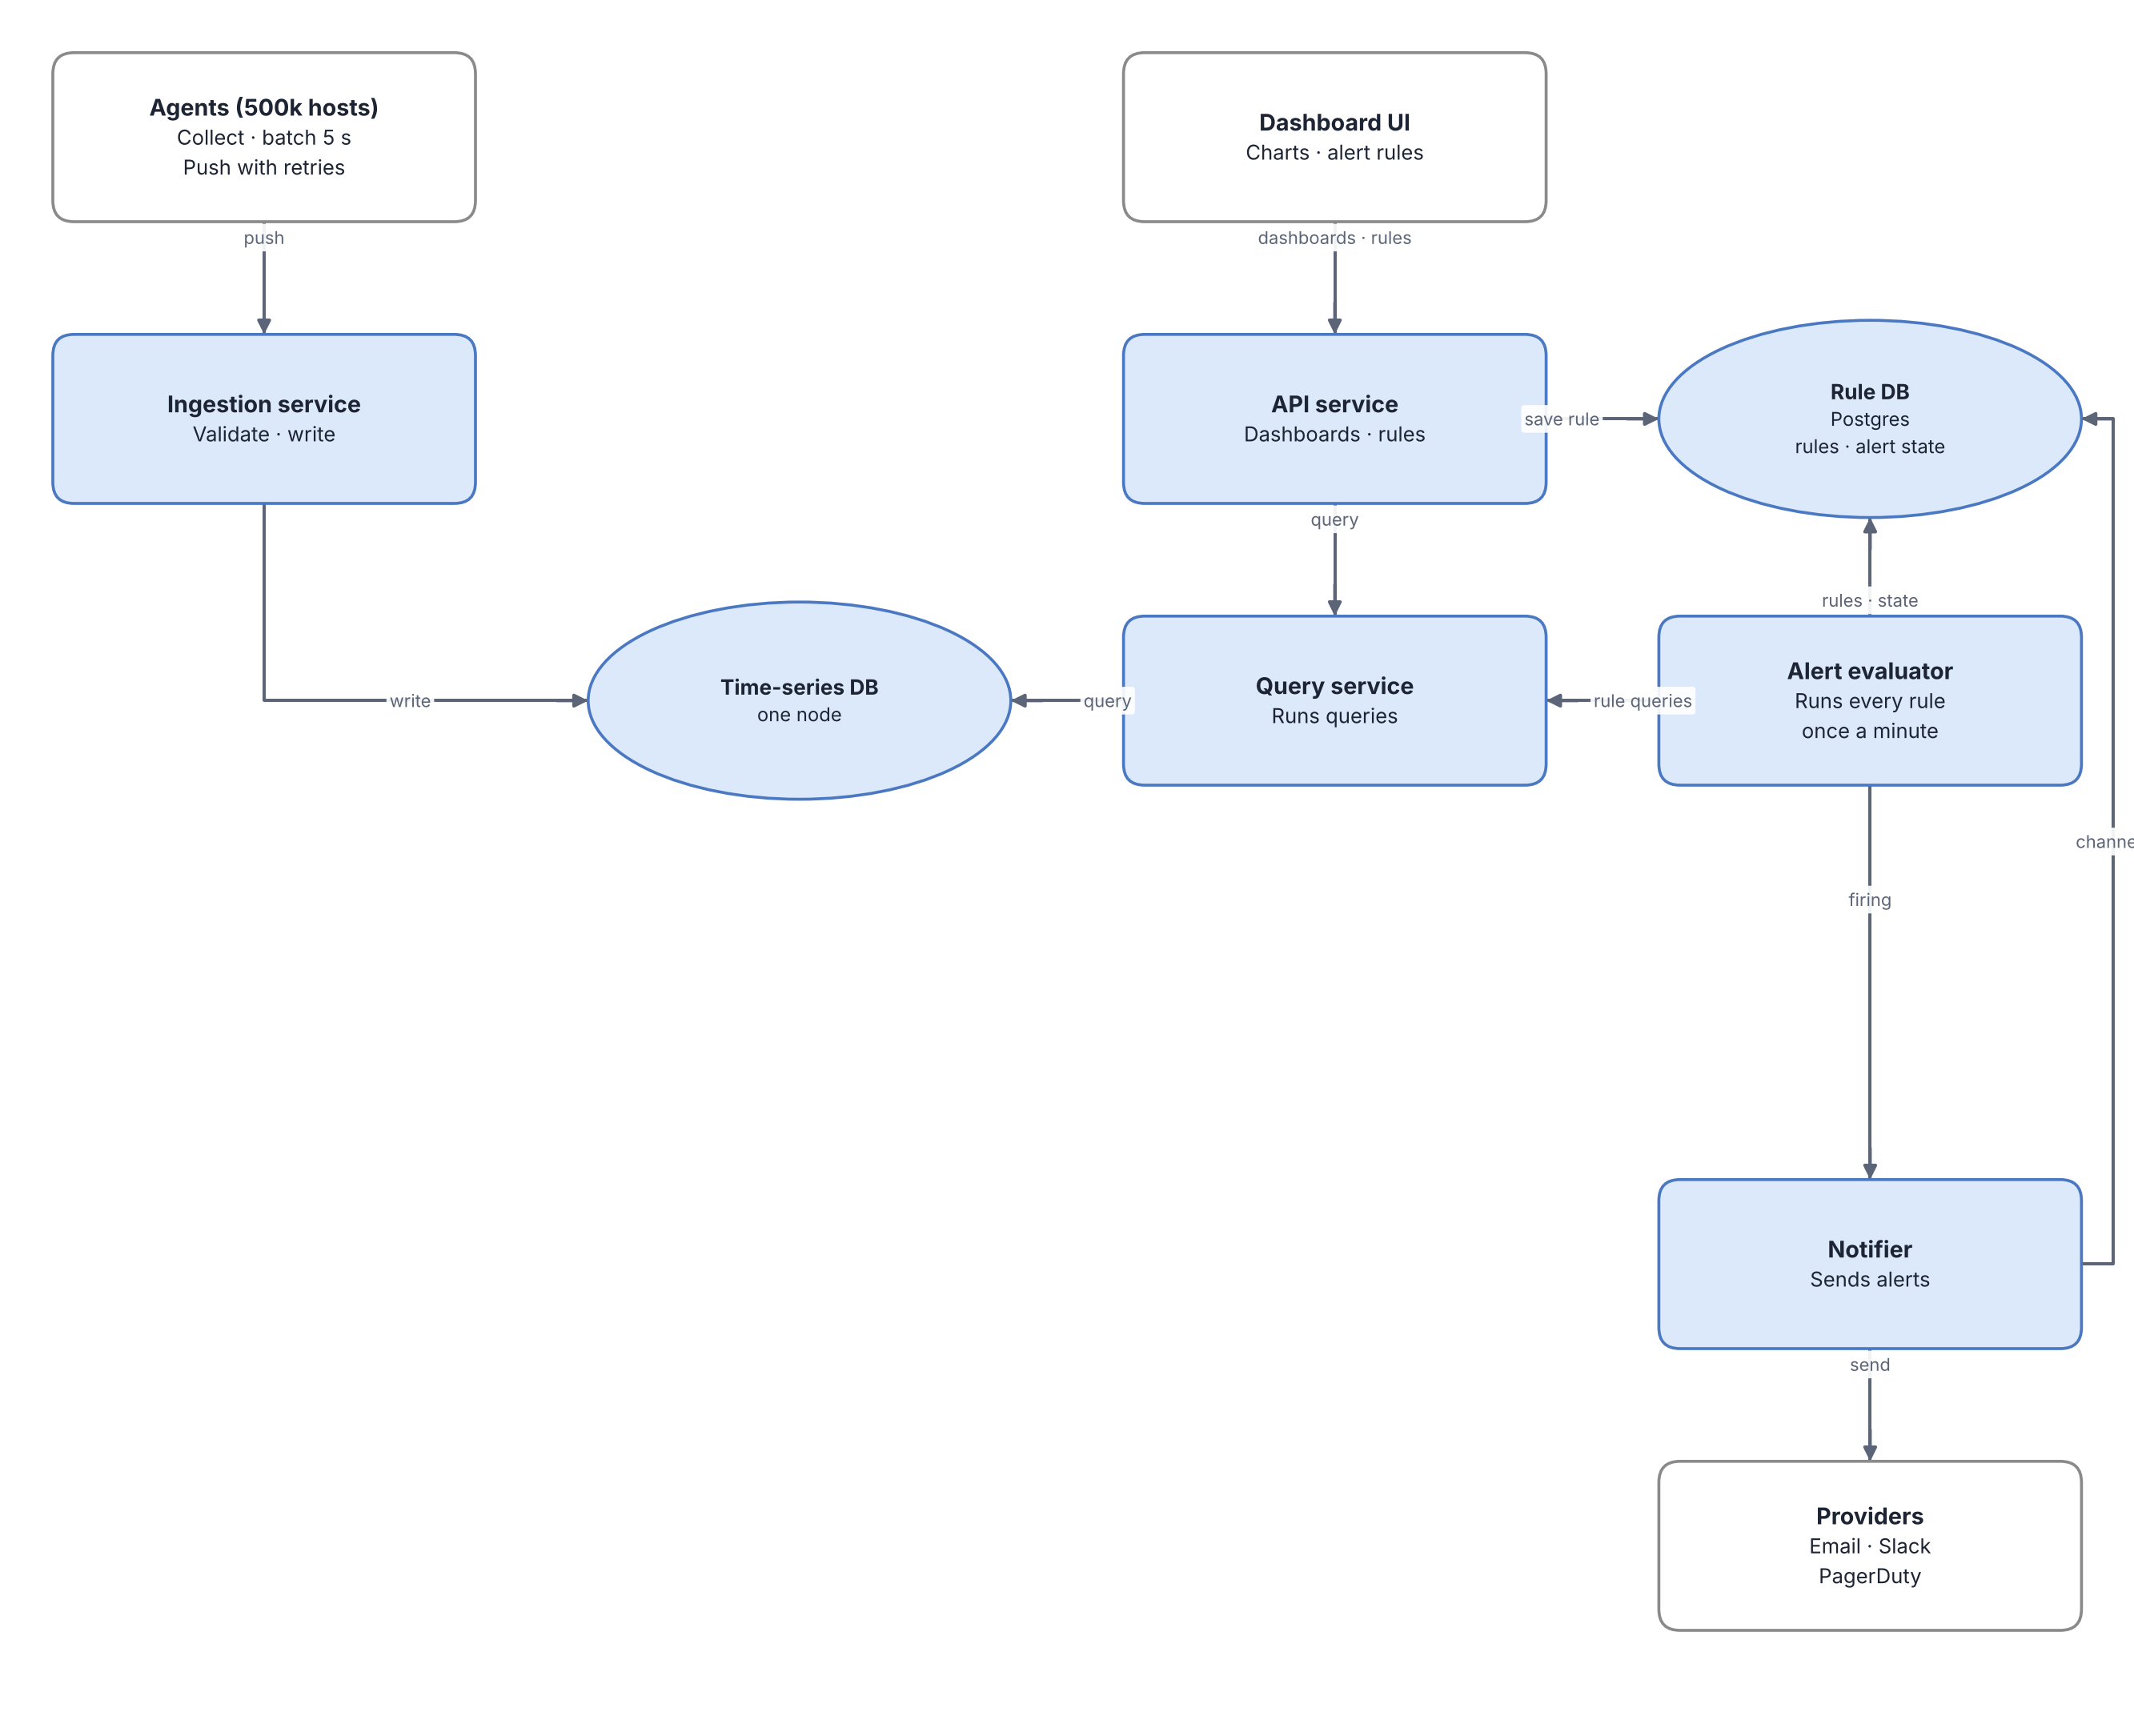 Agents (500k hosts)
Collect · batch 5 s
Push with retries
Dashboard UI
Charts · alert rules
push
dashboards · rules
Ingestion service
Validate · write
API service
Dashboards · rules
save rule
Rule DB
Postgres
rules · alert state
query
rules · state
write
Time-series DB
one node
query
Query service
Runs queries
rule queries
Alert evaluator
Runs every rule
once a minute
channe
firing
Notifier
Sends alerts
send
Providers
Email · Slack
PagerDuty